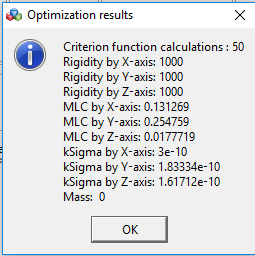 Optimization results
Criterion function calculations : 50
Rigidity by X-axis: 1000
Rigidity by Y-axis: 1000
Rigidity by Z-axis: 1000
MLC by X-axis: 0.131269
MLC by Y-axis: 0.254759
MLC by Z-axis: 0.0177719
kSigma by X-axis: 3e-10
kSigma by Y-axis: 1.83334e-10
kSigma by Z-axis: 1.61712e-10
Mass:  0
OK